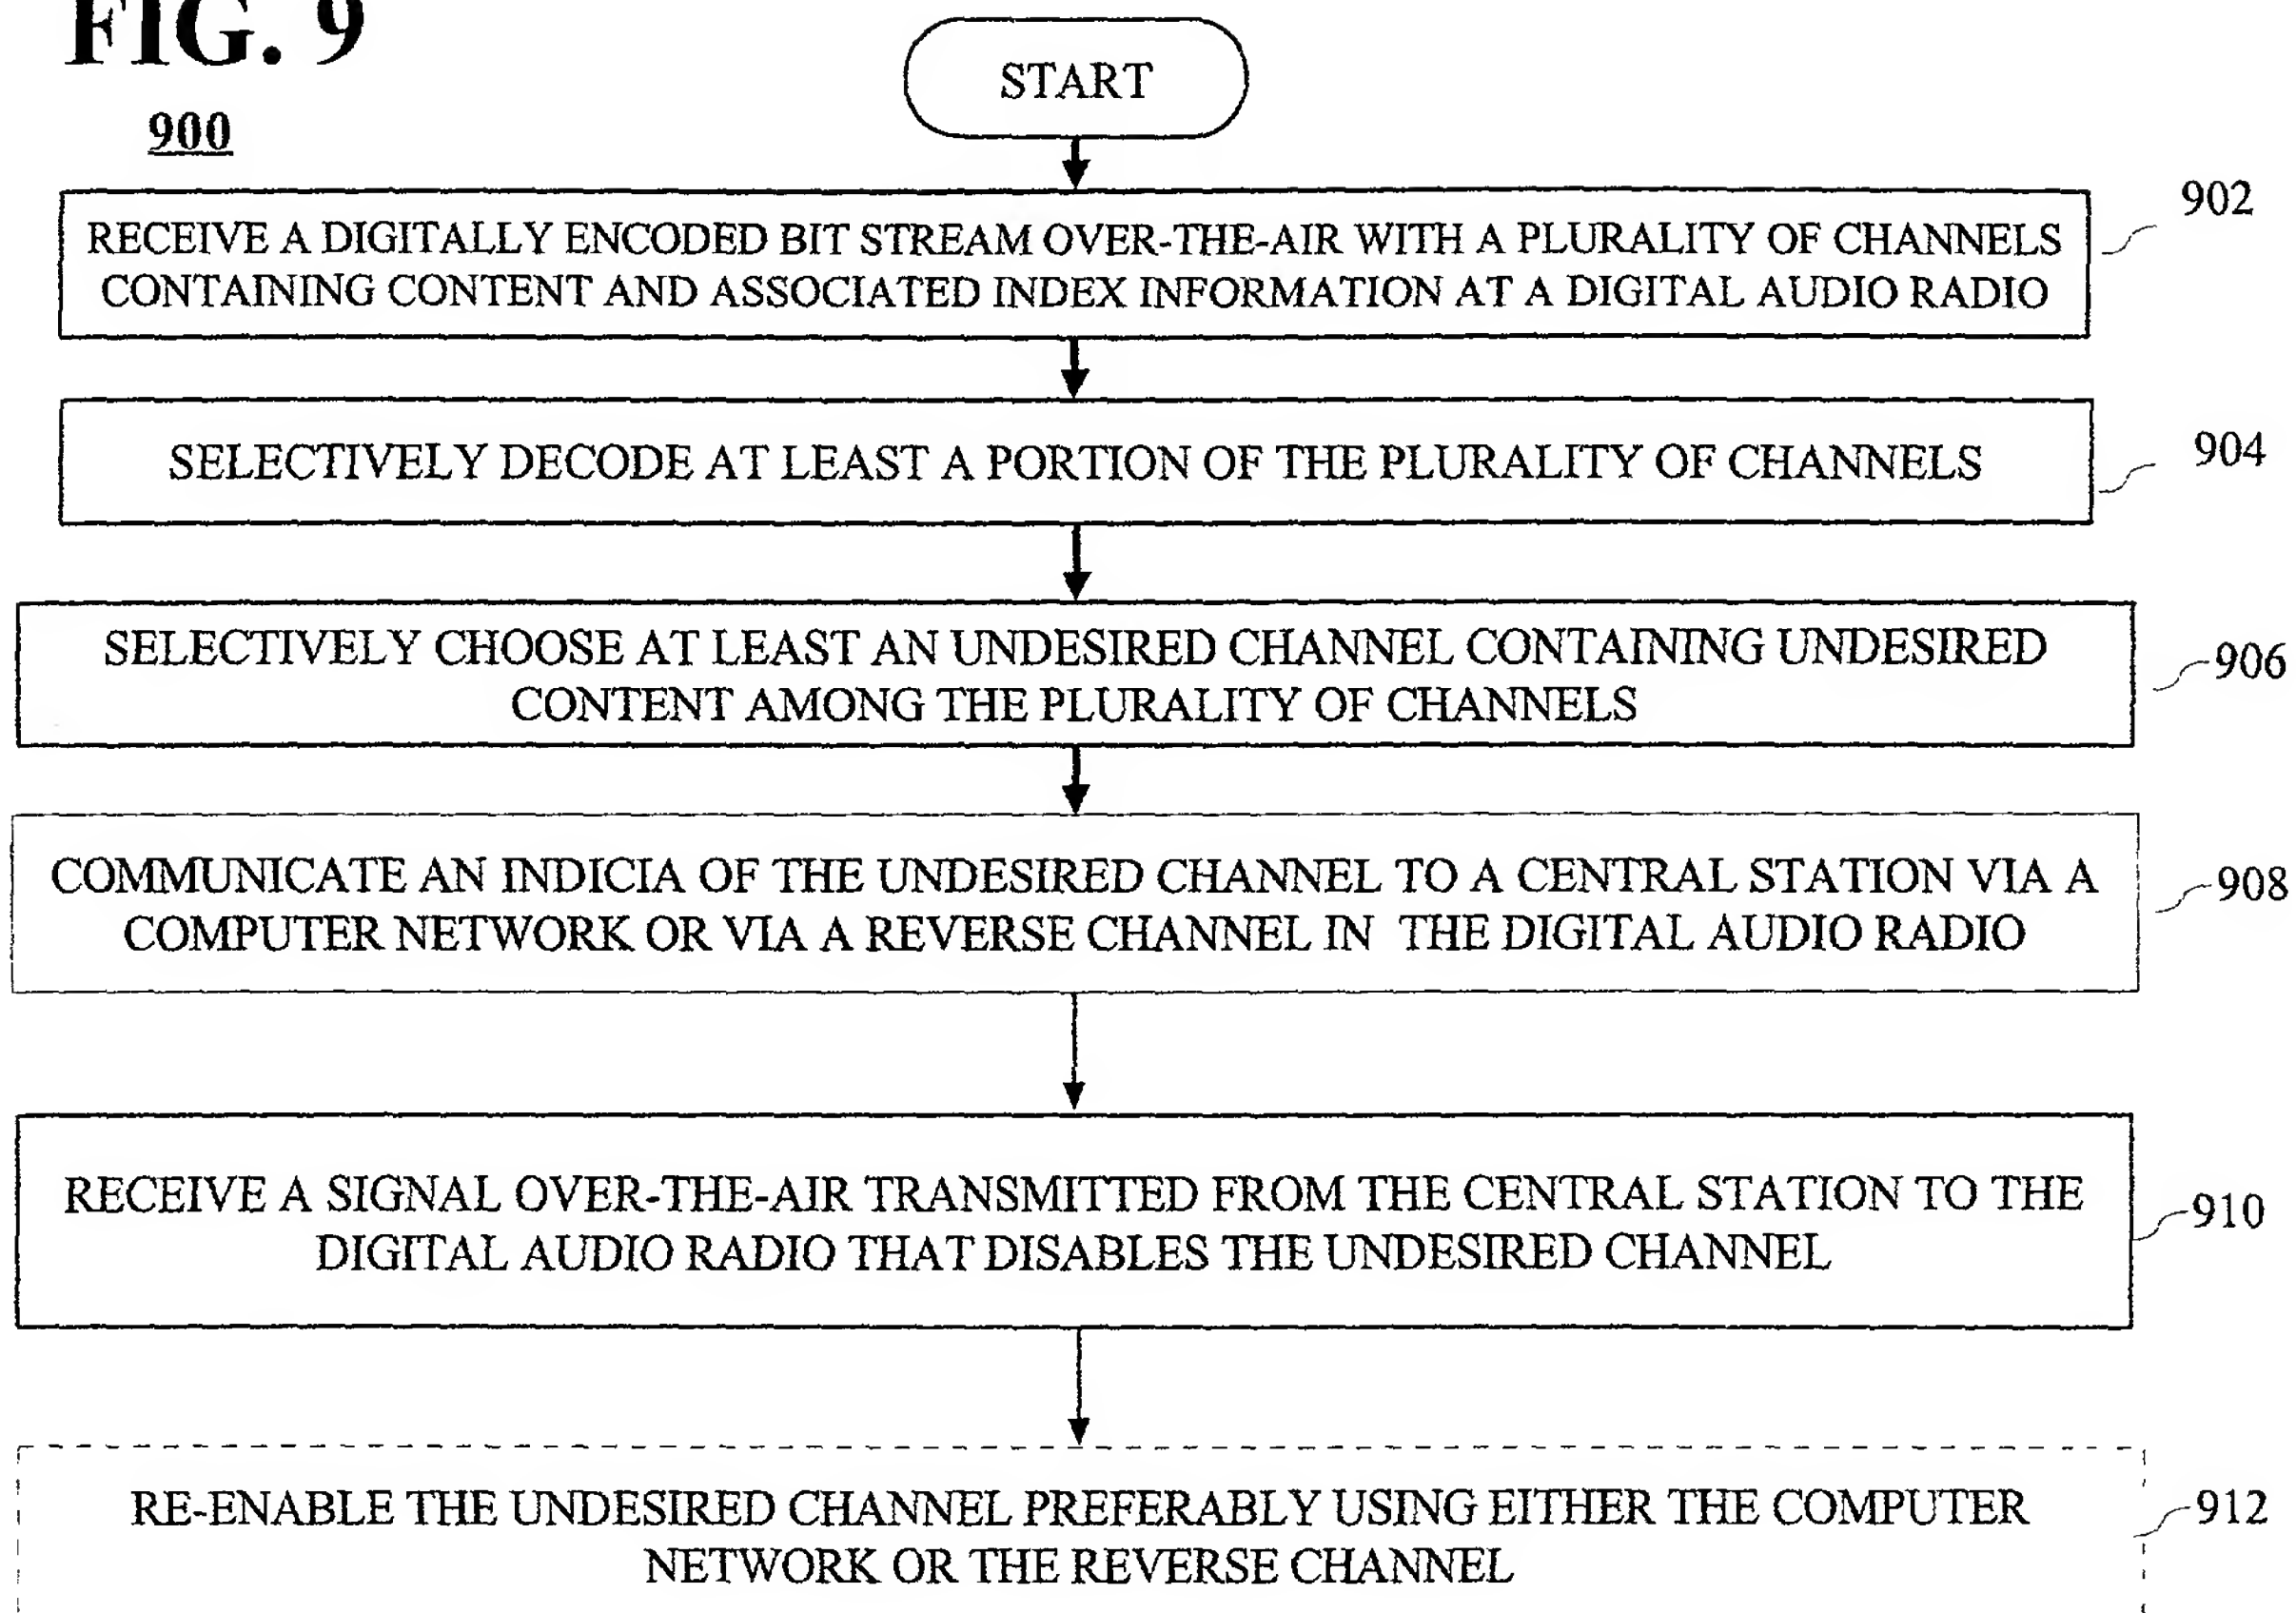 FIG. 9
900
START
RECEIVE A DIGITALLY ENCODED BIT STREAM OVER-THE-AIR WITH A PLURALITY OF CHANNELS
CONTAINING CONTENT AND ASSOCIATED INDEX INFORMATION AT A DIGITAL AUDIO RADIO
902
SELECTIVELY DECODE AT LEAST A PORTION OF THE PLURALITY OF CHANNELS
904
SELECTIVELY CHOOSE AT LEAST AN UNDESIRED CHANNEL CONTAINING UNDESIRED
CONTENT AMONG THE PLURALITY OF CHANNELS
906
COMMUNICATE AN INDICIA OF THE UNDESIRED CHANNEL TO A CENTRAL STATION VIA A
COMPUTER NETWORK OR VIA A REVERSE CHANNEL IN THE DIGITAL AUDIO RADIO
908
RECEIVE A SIGNAL OVER-THE-AIR TRANSMITTED FROM THE CENTRAL STATION TO THE
DIGITAL AUDIO RADIO THAT DISABLES THE UNDESIRED CHANNEL
910
RE-ENABLE THE UNDESIRED CHANNEL PREFERABLY USING EITHER THE COMPUTER
NETWORK OR THE REVERSE CHANNEL
912